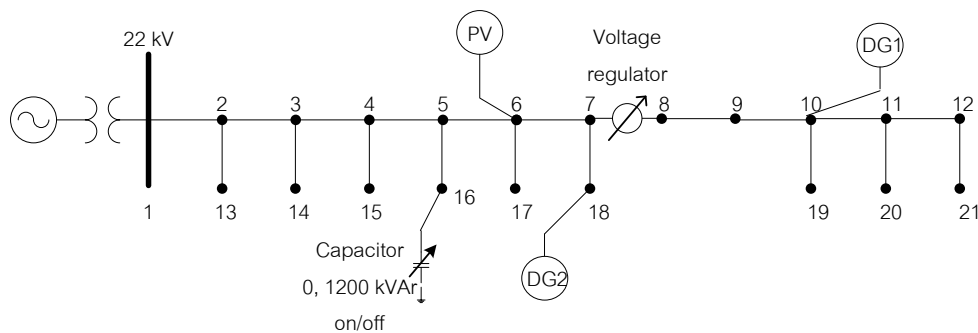 22 kV
PV
Voltage
regulator
DG1
2
3
4
5
6
7
8
9
10
11
12
1
13
14
15
16
17
18
19
20
21
Capacitor
0, 1200 kVAr
on/off
DG2